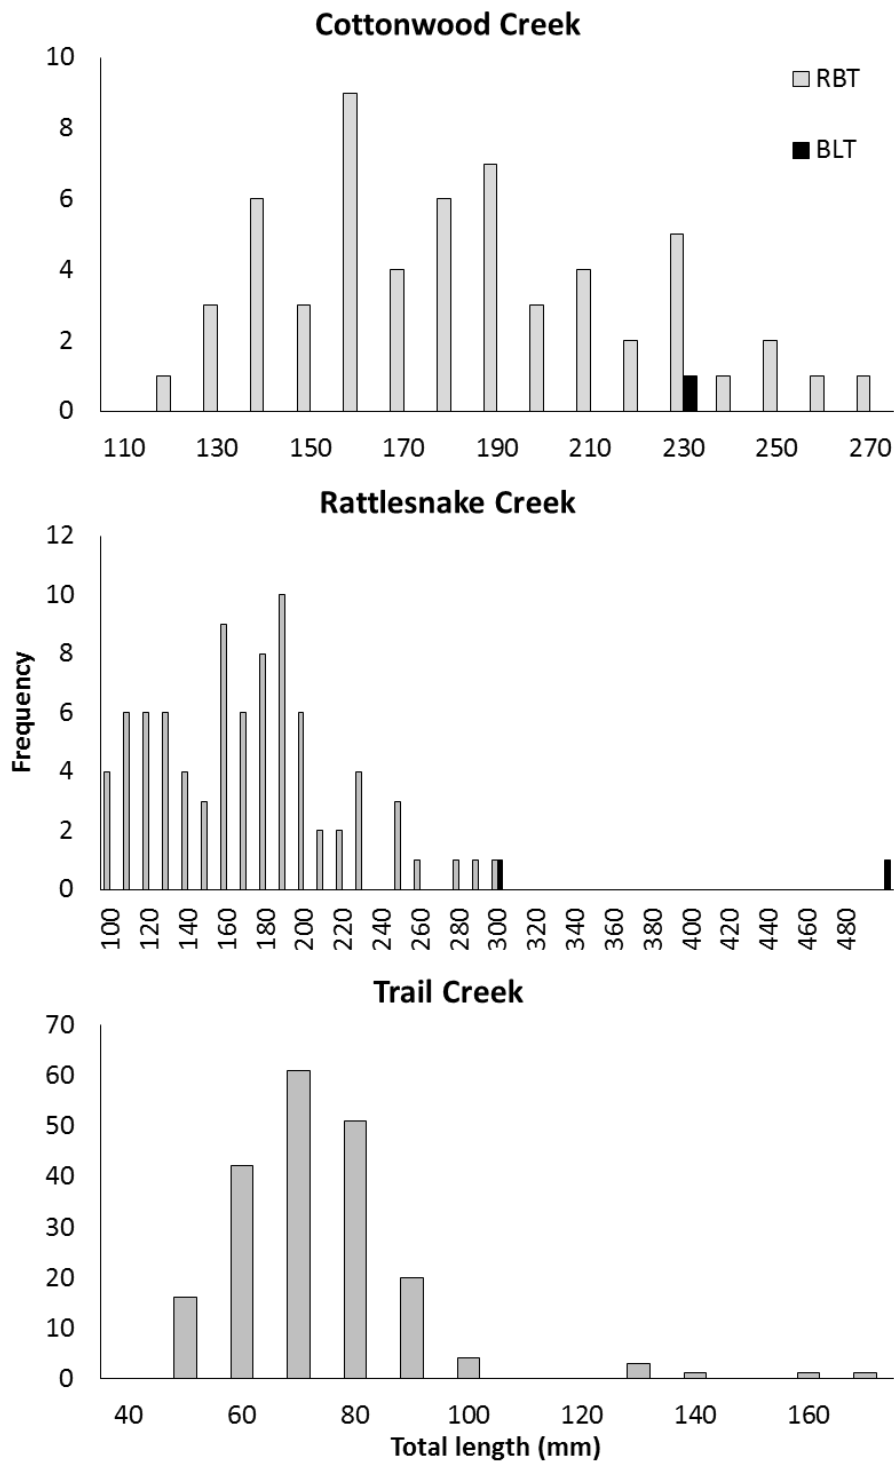 Cottonwood Creek
10
8
6
4
2
0
RBT
BLT
110 130 150 170 190 210 230 250 270
Rattlesnake Creek
12
10
8
6
4
2
0
Frequency
100 120 140 160 180 200 220 240 260 280 300 320 340 360 380 400 420 440 460 480
Trail Creek
70
60
50
40
30
20
10
0
40 60 80 100 120 140 160
Total length (mm)